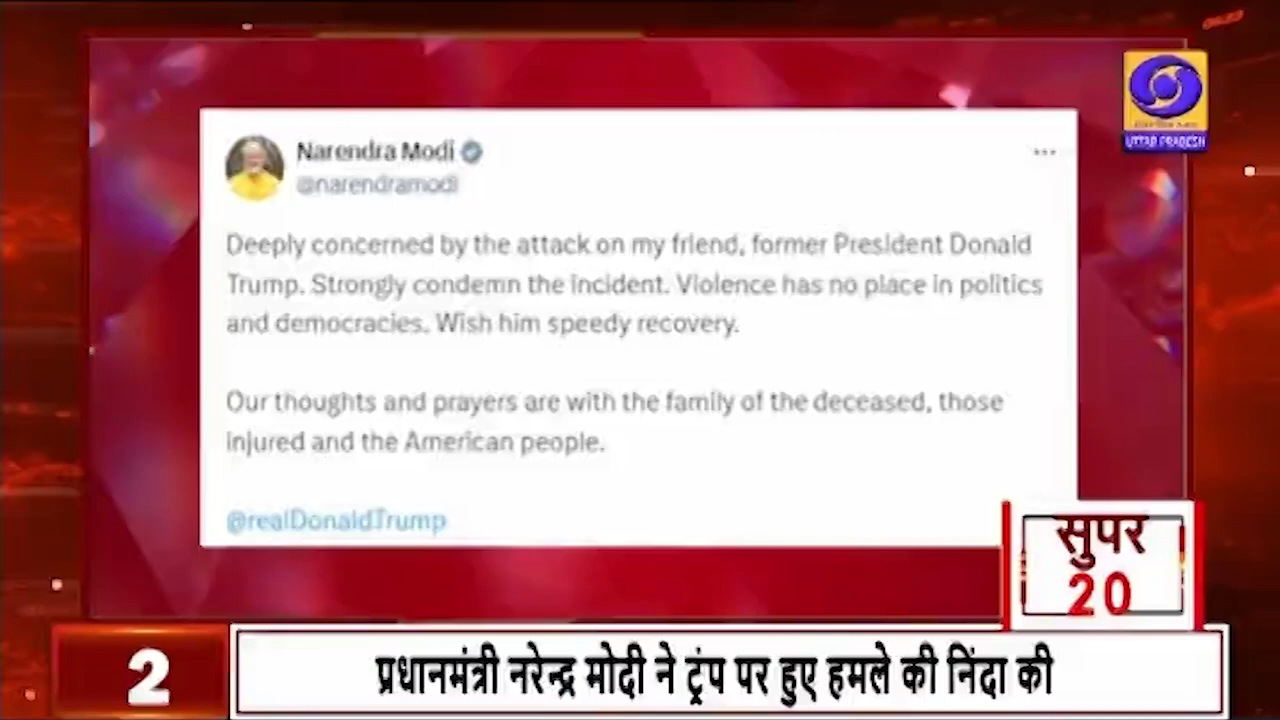 UTTAR PRADESH
Narendra Modi
@narendramodi
Deeply concerned by the attack on my friend, former President Donald
Trump. Strongly condemn the incident. Violence has no place in politics
and democracies. Wish him speedy recovery.
Our thoughts and prayers are with the family of the deceased, those
injured and the American people.
@realDonaldTrump
सुपर
20
2
प्रधानमंत्री नरेन्द्र मोदी ने ट्रंप पर हुए हमले की निंदा की